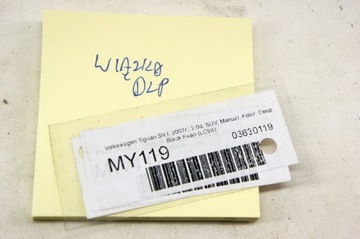 WIĄZKA
DLP
Volkswagen Tiguan 5N I, 2007r., 2.0d, SUV, Manual, Kolor: Deep
Black Pearl (LC9X)
MY119
03630119